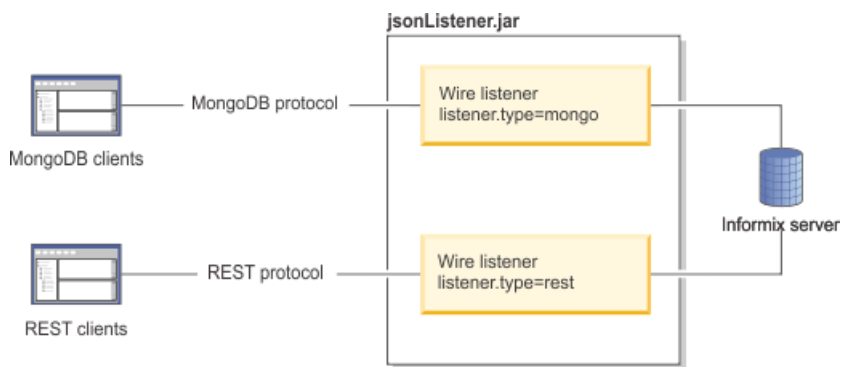 jsonListener.jar
MongoDB clients
MongoDB protocol
Wire listener
listener.type=mongo
Informix server
REST clients
REST protocol
Wire listener
listener.type=rest